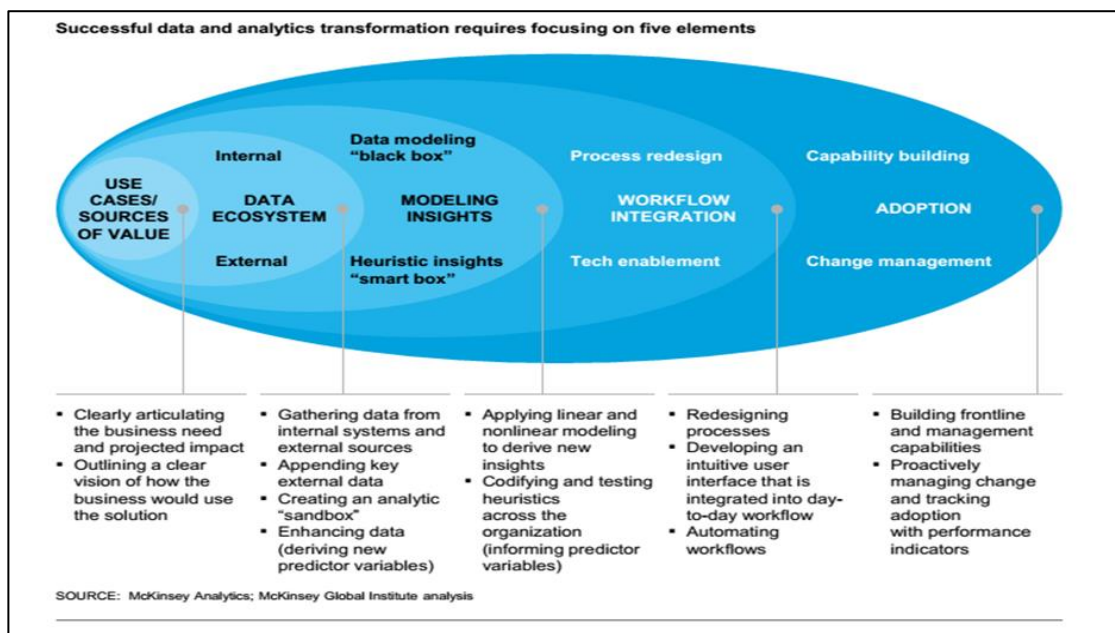 Successful data and analytics transformation requires focusing on five elements
USE
CASES/
SOURCES
OF VALUE
Internal
DATA
ECOSYSTEM
External
Data modeling
“black box”
MODELING
INSIGHTS
Heuristic insights
“smart box”
Process redesign
WORKFLOW
INTEGRATION
Tech enablement
Capability building
ADOPTION
Change management
▪ Clearly articulating
the business need
and projected impact
▪ Outlining a clear
vision of how the
business would use
the solution
▪ Gathering data from
internal systems and
external sources
▪ Appending key
external data
▪ Creating an analytic
“sandbox”
▪ Enhancing data
(deriving new
predictor variables)
▪ Applying linear and
nonlinear modeling
to derive new
insights
▪ Codifying and testing
heuristics
across the
organization
(informing predictor
variables)
▪ Redesigning
processes
▪ Developing an
intuitive user
interface that is
integrated into day-
to-day workflow
▪ Automating
workflows
▪ Building frontline
and management
capabilities
▪ Proactively
managing change
and tracking
adoption
with performance
indicators
SOURCE: McKinsey Analytics; McKinsey Global Institute analysis